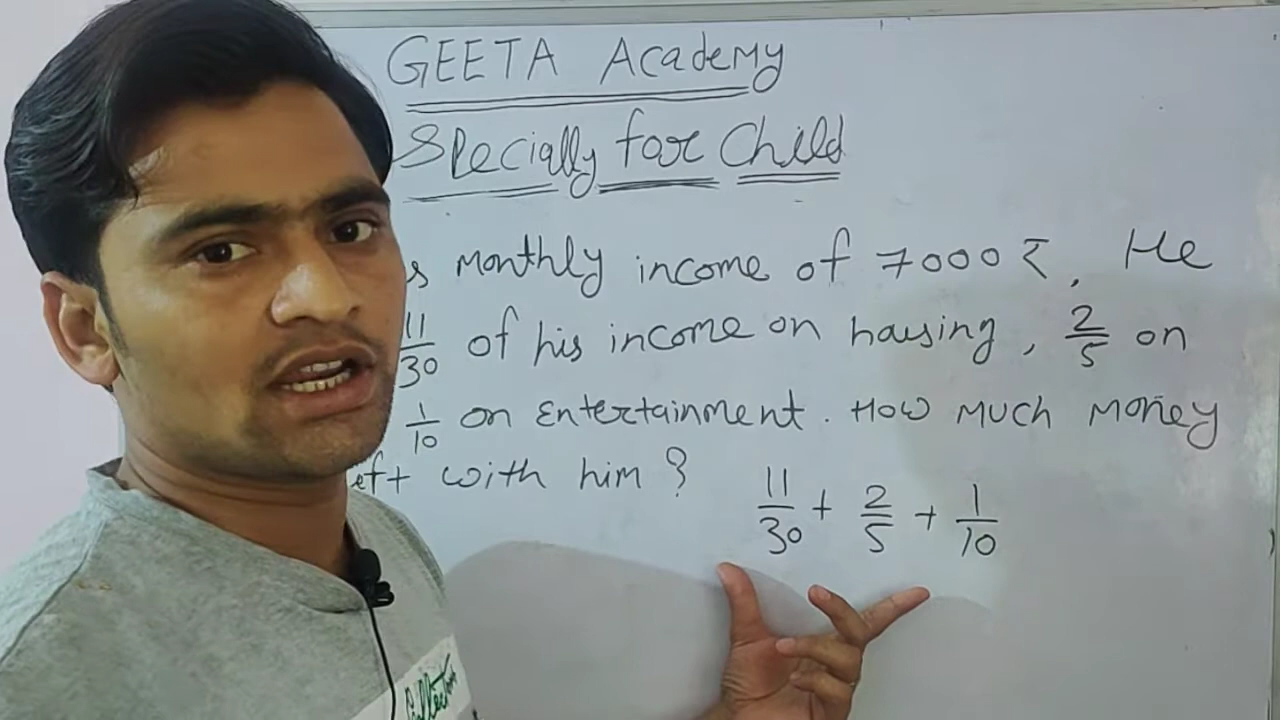 GEETA Academy
Specially for Child
monthly income of 7000 ₹. He
11/30 of his income on housing, 2/5 on
1/10 on Entertainment. How much money
with him?
11/30 + 2/5 + 1/10